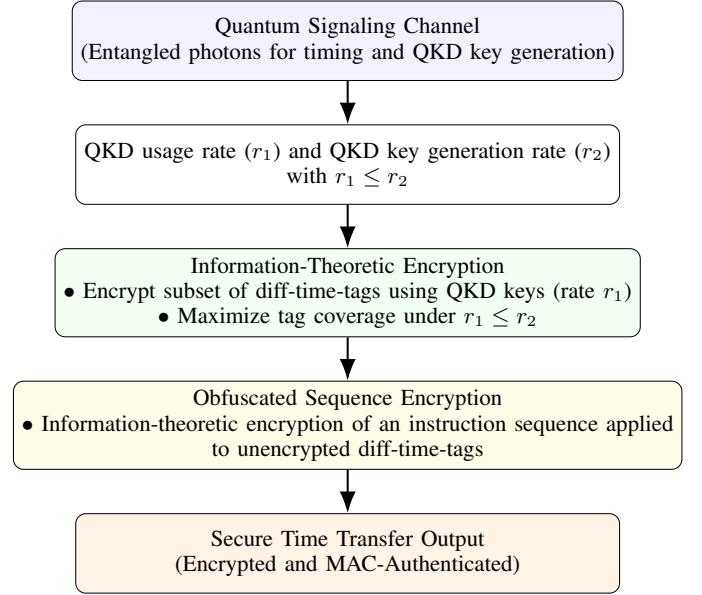 Quantum Signaling Channel
(Entangled photons for timing and QKD key generation)
QKD usage rate (r₁) and QKD key generation rate (r₂)
with r₁ ≤ r₂
Information-Theoretic Encryption
• Encrypt subset of diff-time-tags using QKD keys (rate r₁)
• Maximize tag coverage under r₁ ≤ r₂
Obfuscated Sequence Encryption
• Information-theoretic encryption of an instruction sequence applied
to unencrypted diff-time-tags
Secure Time Transfer Output
(Encrypted and MAC-Authenticated)